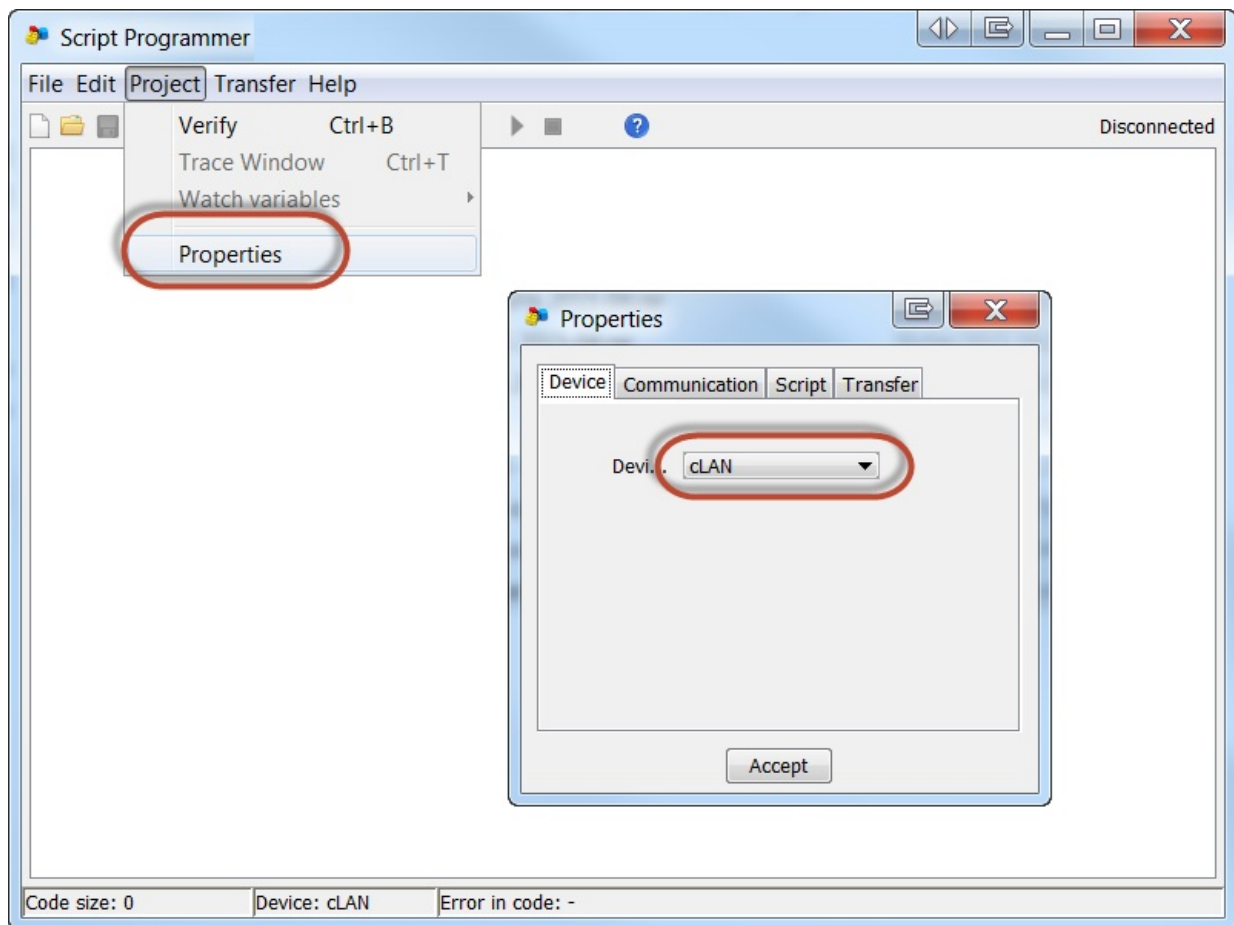 Script Programmer
File Edit Project Transfer Help
Verify Ctrl+B
Disconnected
Trace Window Ctrl+T
Watch variables
Properties
Properties
Device Communication Script Transfer
Devi... cLAN
Accept
Code size: 0 Device: cLAN Error in code: -